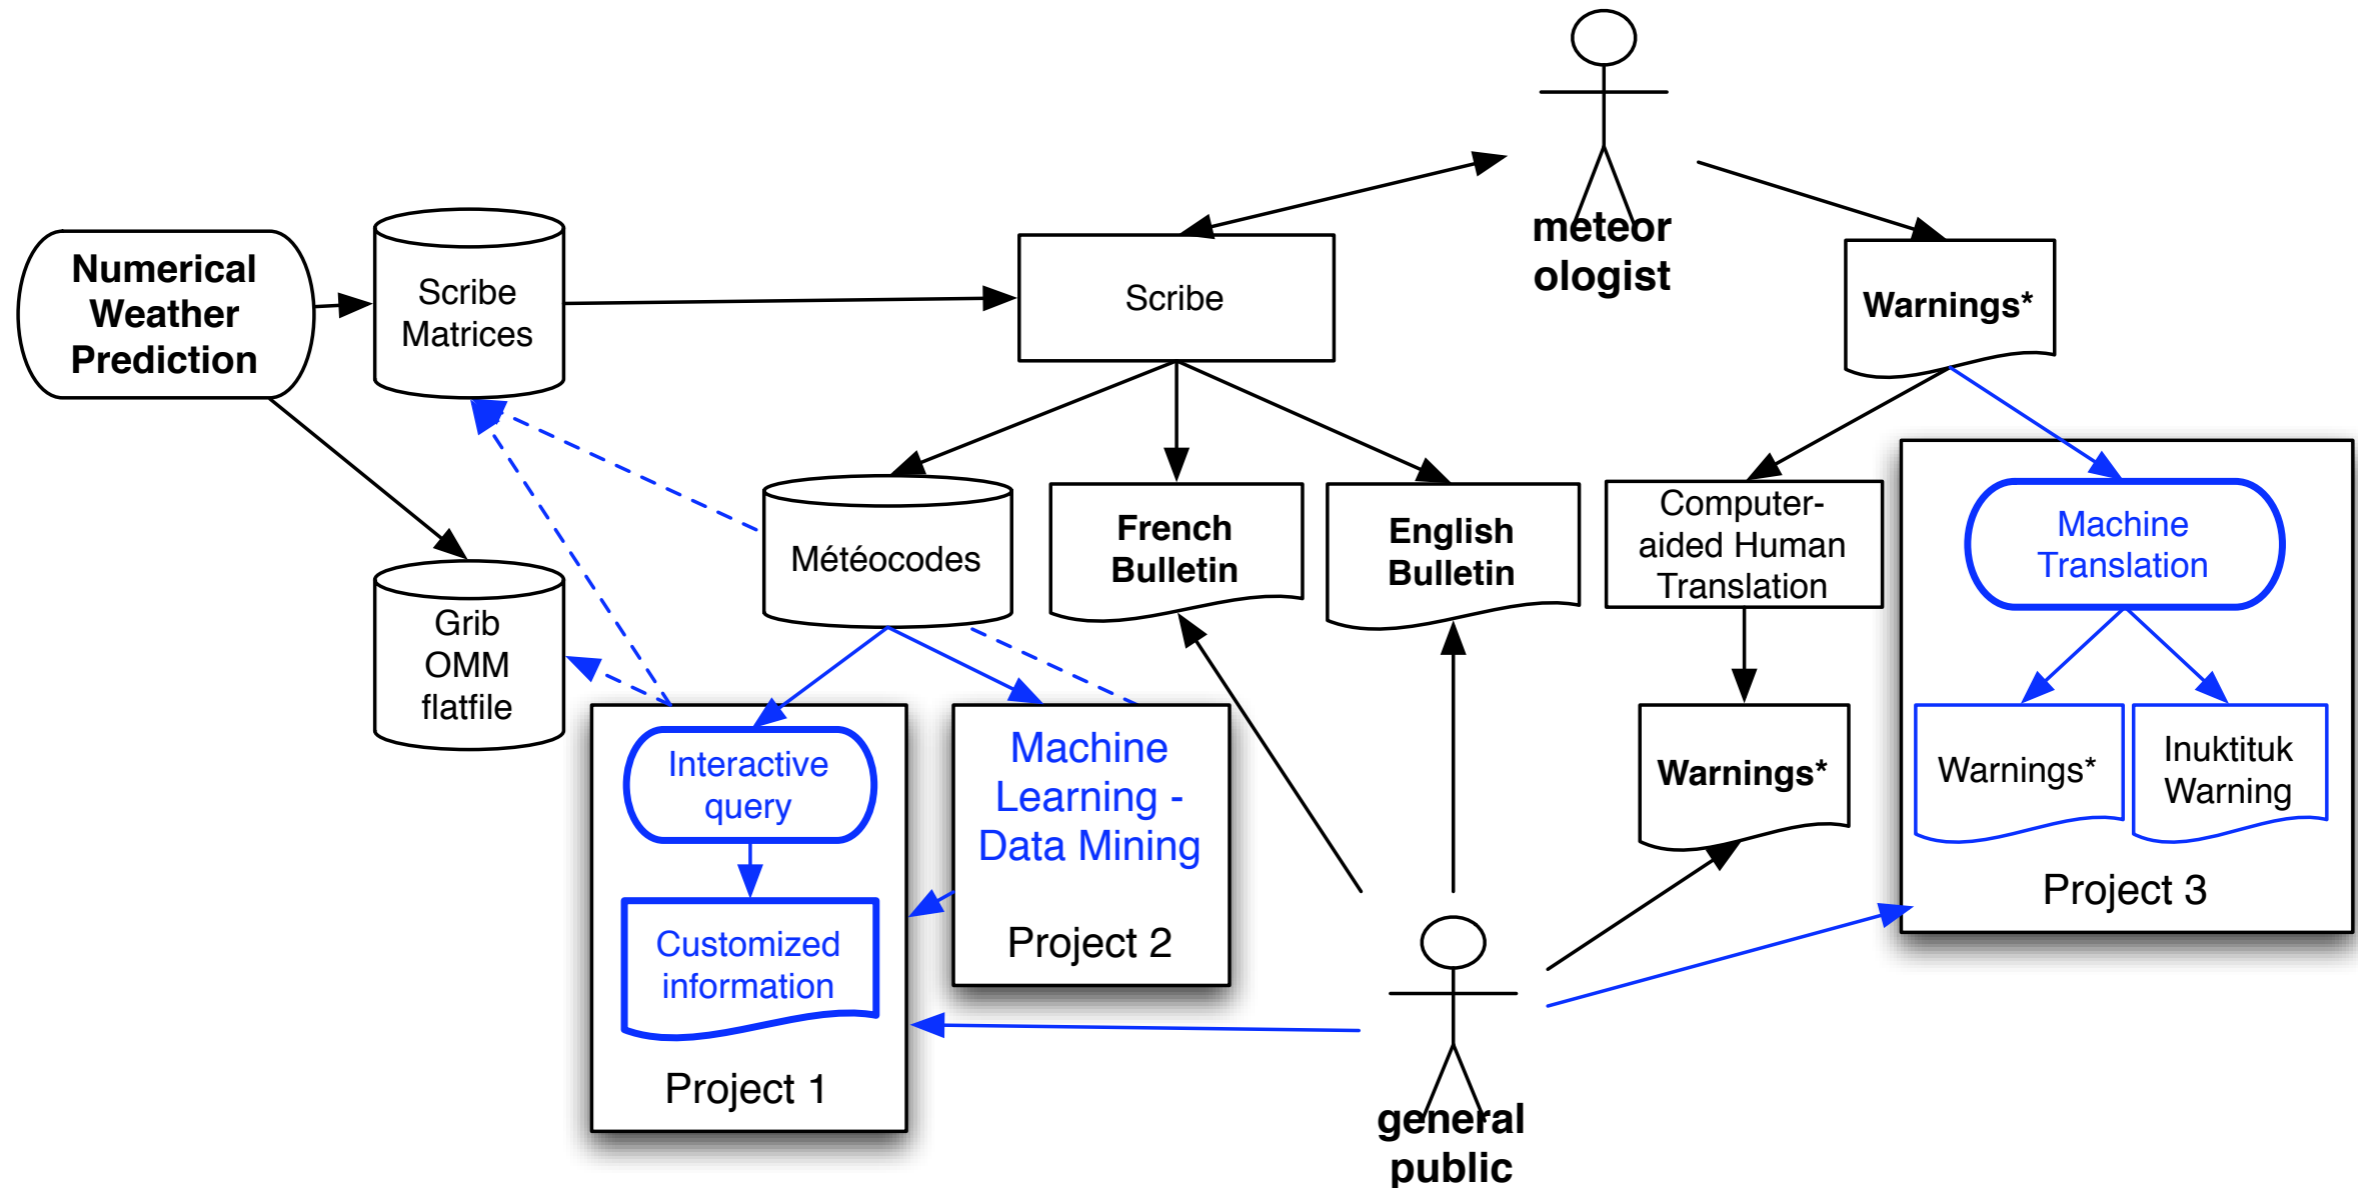 meteor
ologist
Numerical
Weather
Prediction
Scribe
Matrices
Scribe
Warnings*
Grib
OMM
flatfile
Météocodes
French
Bulletin
English
Bulletin
Computer-
aided Human
Translation
Machine
Translation
Interactive
query
Customized
information
Project 1
Machine
Learning -
Data Mining
Project 2
Warnings*
Warnings*
Inuktituk
Warning
Project 3
general
public